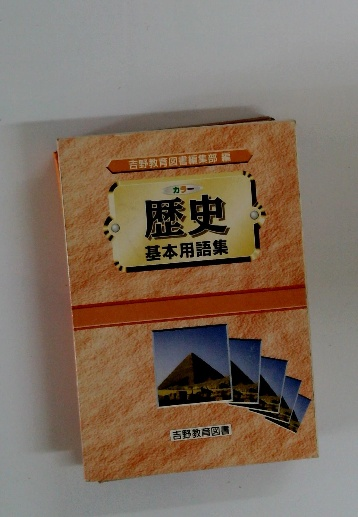 吉野教育図書編集部 編
カラー
歴史
基本用語集
吉野教育図書